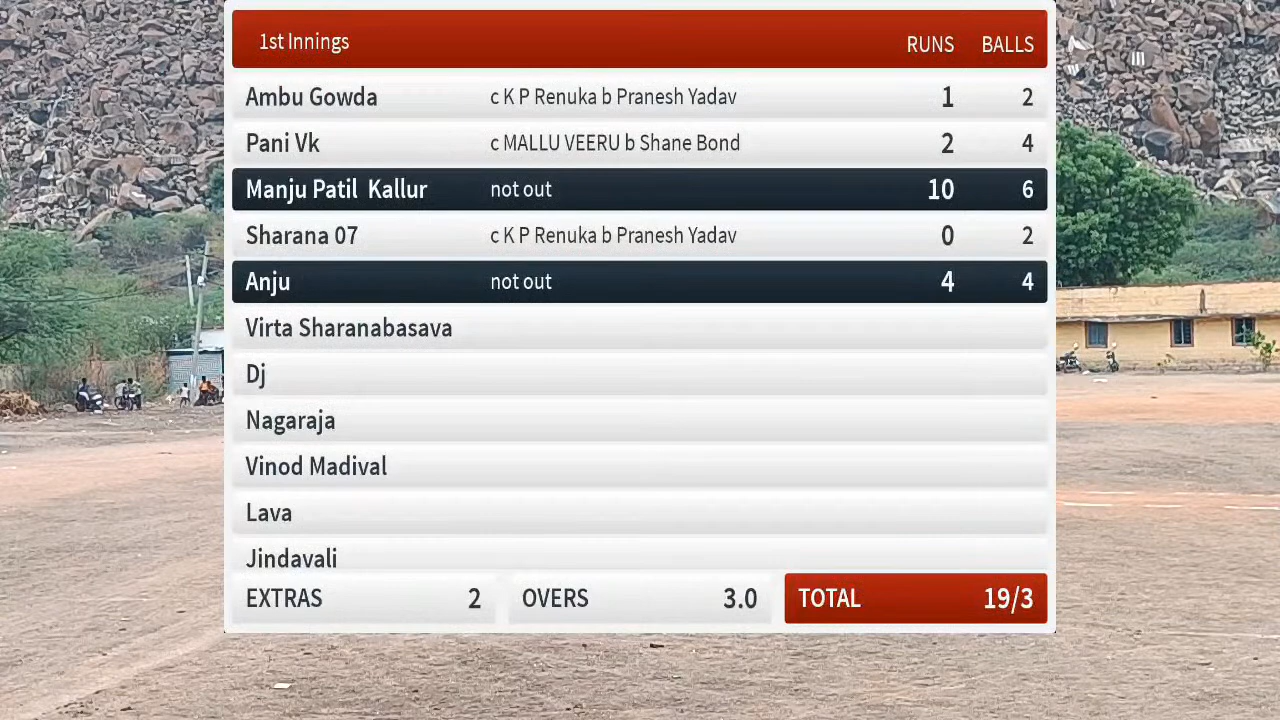 1st Innings RUNS BALLS
Ambu Gowda c K P Renuka b Pranesh Yadav 1 2
Pani Vk c MALLU VEERU b Shane Bond 2 4
Manju Patil Kallur not out 10 6
Sharana 07 c K P Renuka b Pranesh Yadav 0 2
Anju not out 4 4
Virta Sharanabasava
Dj
Nagaraja
Vinod Madival
Lava
Jindavali
EXTRAS 2 OVERS 3.0 TOTAL 19/3